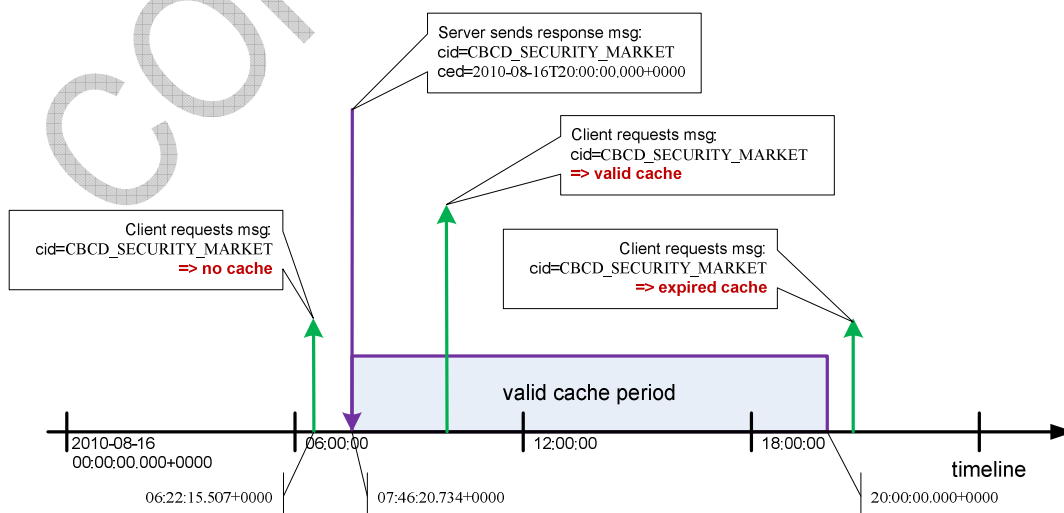 Server sends response msg:
cid=CBCD_SECURITY_MARKET
ced=2010-08-16T20:00:00.000+0000
Client requests msg:
cid=CBCD_SECURITY_MARKET
=> valid cache
Client requests msg:
cid=CBCD_SECURITY_MARKET
=> no cache
Client requests msg:
cid=CBCD_SECURITY_MARKET
=> expired cache
valid cache period
2010-08-16
00:00:00.000+0000
06:00:00
12:00:00
18:00:00
timeline
06:22:15.507+0000
07:46:20.734+0000
20:00:00.000+0000